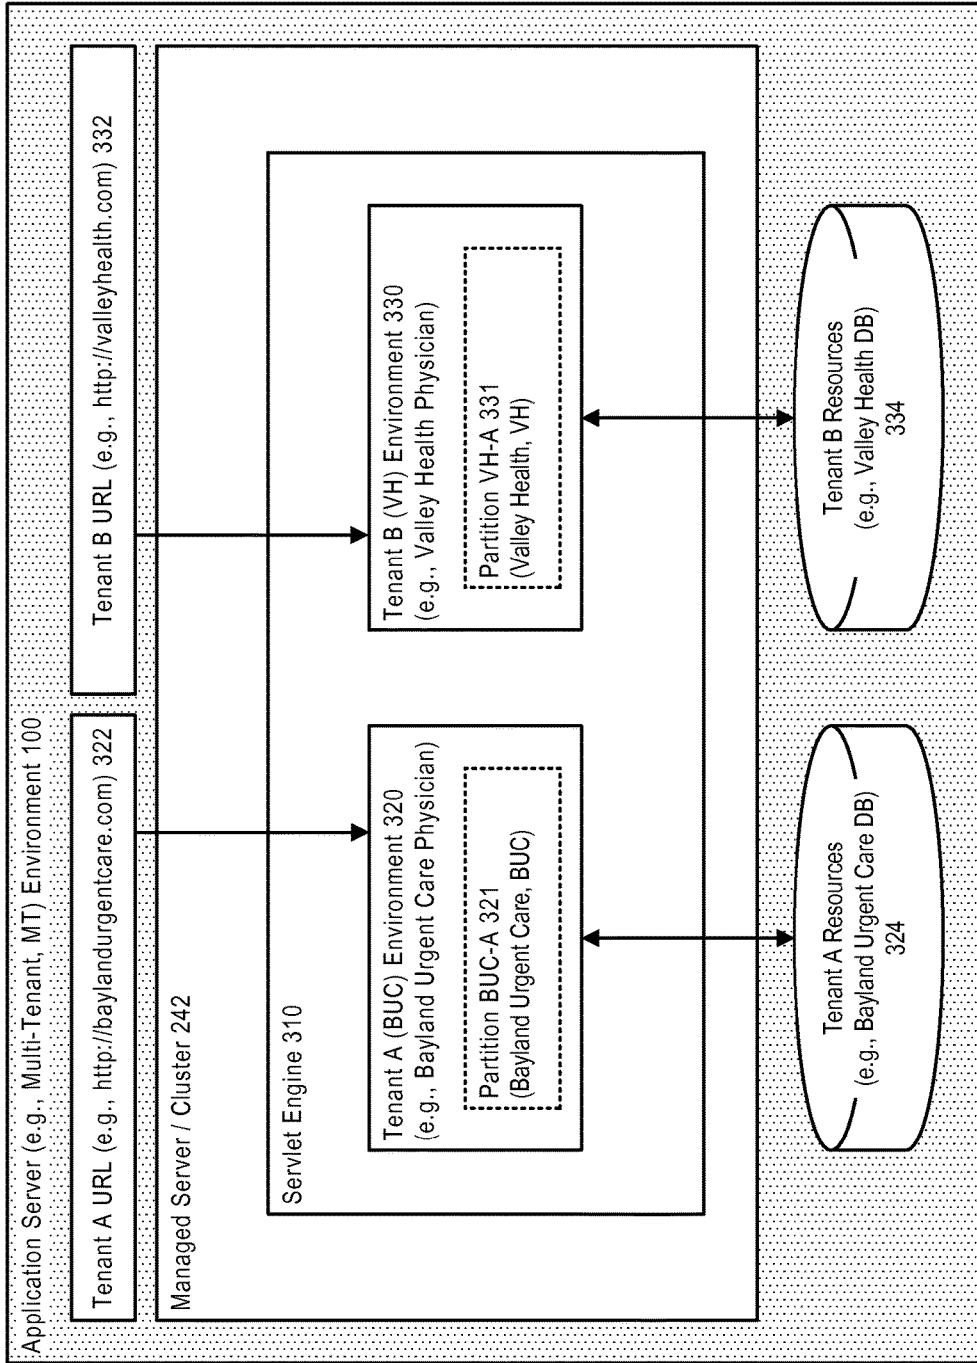 Application Server (e.g., Multi-Tenant, MT) Environment 100
Tenant A URL (e.g., http://baylandurgentcare.com) 322
Tenant B URL (e.g., http://valleyhealth.com) 332
Managed Server / Cluster 242
Servlet Engine 310
Tenant A (BUC) Environment 320
(e.g., Bayland Urgent Care Physician)
Partition BUC-A 321
(Bayland Urgent Care, BUC)
Tenant B (VH) Environment 330
(e.g., Valley Health Physician)
Partition VH-A 331
(Valley Health, VH)
Tenant A Resources
(e.g., Bayland Urgent Care DB)
324
Tenant B Resources
(e.g., Valley Health DB)
334